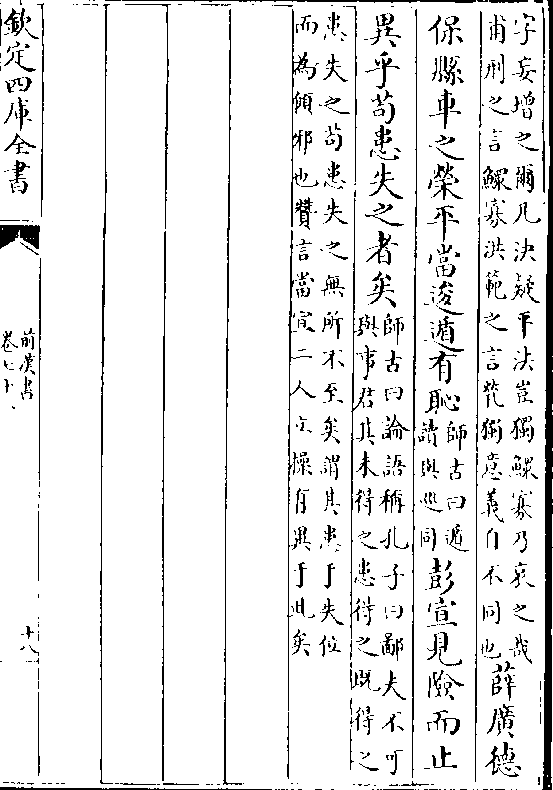 字妄增之爾凡決疑平法豈獨鰥寡乃哀之哉
甫刑之言鰥寡洪範之言煢獨意義自不同也
薛廣德
保縣車之榮平當逡遁有恥
師古曰遁
讀與巡同
彭宣見險而止
異乎苟患失之者矣
師古曰論語稱孔子曰鄙夫不可
與事君其未得之患得之既得之
患失之苟患失之無所不至矣謂其患于失位
而為傾邪也贊言當宣二人立操有異于此矣
欽定四庫全書
前漢書
卷七十一
十八